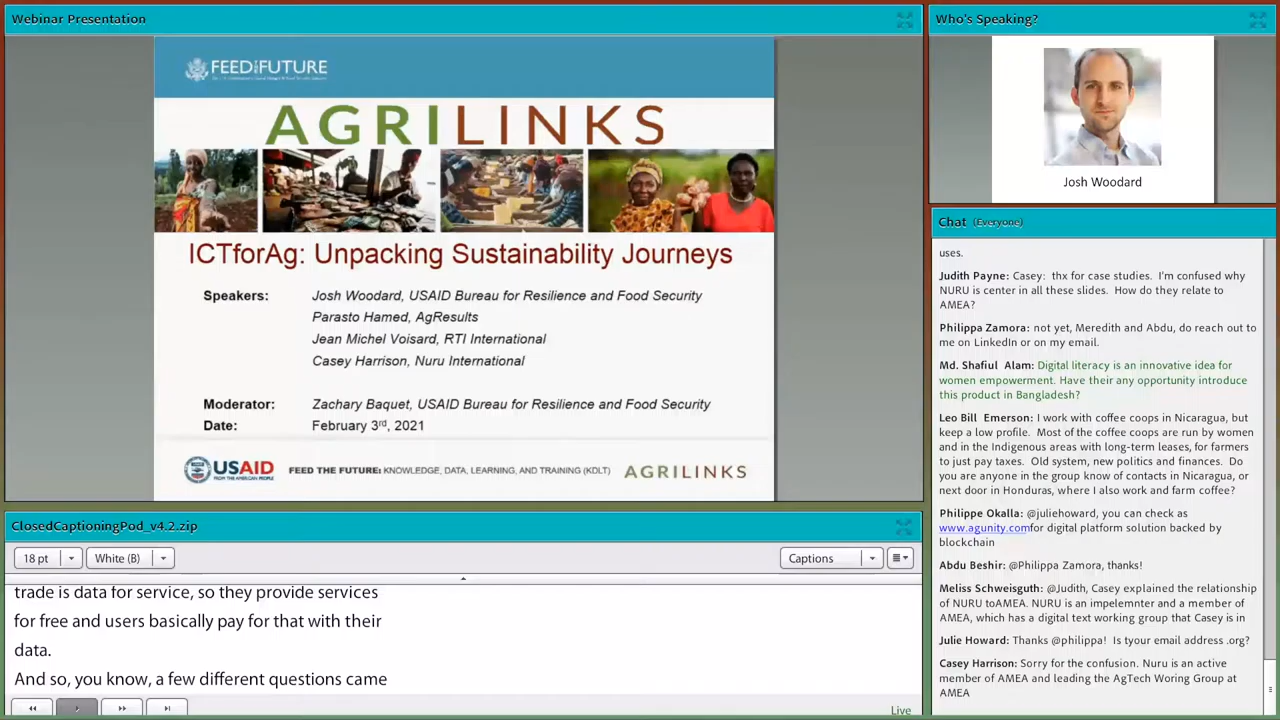 Webinar Presentation
FEED THE FUTURE
AGRILINKS
ICTforAg: Unpacking Sustainability Journeys
Speakers: Josh Woodard, USAID Bureau for Resilience and Food Security
Parasto Hamed, AgResults
Jean Michel Voisard, RTI International
Casey Harrison, Nuru International
Moderator: Zachary Baquet, USAID Bureau for Resilience and Food Security
Date: February 3rd, 2021
USAID
FROM THE AMERICAN PEOPLE
FEED THE FUTURE: KNOWLEDGE, DATA, LEARNING, AND TRAINING (KDLT)
AGRILINKS
ClosedCaptioningPod_v4.2.zip
18 pt White (B) Captions
trade is data for service, so they provide services
for free and users basically pay for that with their
data.
And so, you know, a few different questions came
Live
Who's Speaking?
Josh Woodard
Chat (Everyone)
uses.
Judith Payne: Casey: thx for case studies. I'm confused why
NURU is center in all these slides. How do they relate to
AMEA?
Philippa Zamora: not yet, Meredith and Abdu, do reach out to
me on LinkedIn or on my email.
Md. Shafiul Alam: Digital literacy is an innovative idea for
women empowerment. Have their any opportunity introduce
this product in Bangladesh?
Leo Bill Emerson: I work with coffee coops in Nicaragua, but
keep a low profile. Most of the coffee coops are run by women
and in the Indigenous areas with long-term leases, for farmers
to just pay taxes. Old system, new politics and finances. Do
you are anyone in the group know of contacts in Nicaragua, or
next door in Honduras, where I also work and farm coffee?
Philippe Okalla: @juliehoward, you can check as
www.agunity.comfor digital platform solution backed by
blockchain
Abdu Beshir: @Philippa Zamora, thanks!
Meliss Schweisguth: @Judith, Casey explained the relationship
of NURU toAMEA. NURU is an impelemnter and a member of
AMEA, which has a digital text working group that Casey is in
Julie Howard: Thanks @philippa! Is tyour email address .org?
Casey Harrison: Sorry for the confusion. Nuru is an active
member of AMEA and leading the AgTech Woring Group at
AMEA